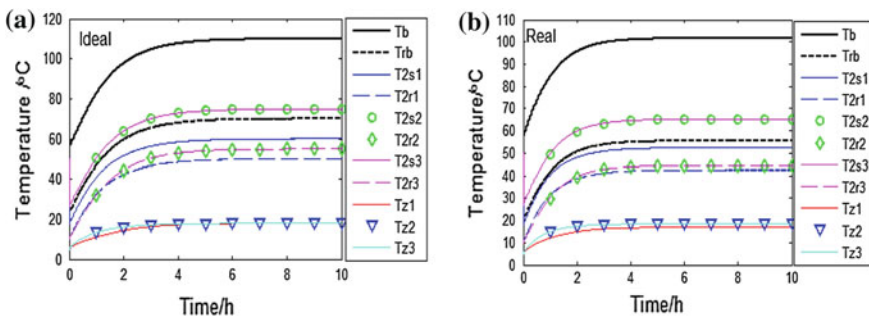 (a)
Ideal
Temperature /°C
120
100
80
60
40
20
0
0 2 4 6 8 10
Time/h
Tb
Trb
T2s1
T2r1
T2s2
T2r2
T2s3
T2r3
Tz1
Tz2
Tz3
(b)
Real
Temperature/°C
110
100
90
80
70
60
50
40
30
20
10
0
0 2 4 6 8 10
Time/h
Tb
Trb
T2s1
T2r1
T2s2
T2r2
T2s3
T2r3
Tz1
Tz2
Tz3